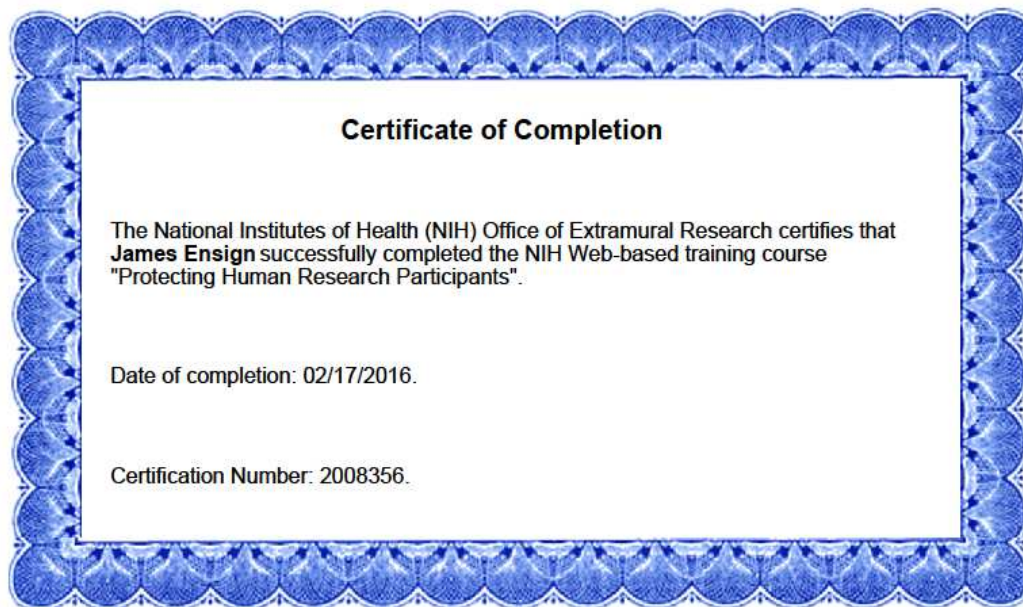 Certificate of Completion
The National Institutes of Health (NIH) Office of Extramural Research certifies that
James Ensign successfully completed the NIH Web-based training course
"Protecting Human Research Participants".
Date of completion: 02/17/2016.
Certification Number: 2008356.